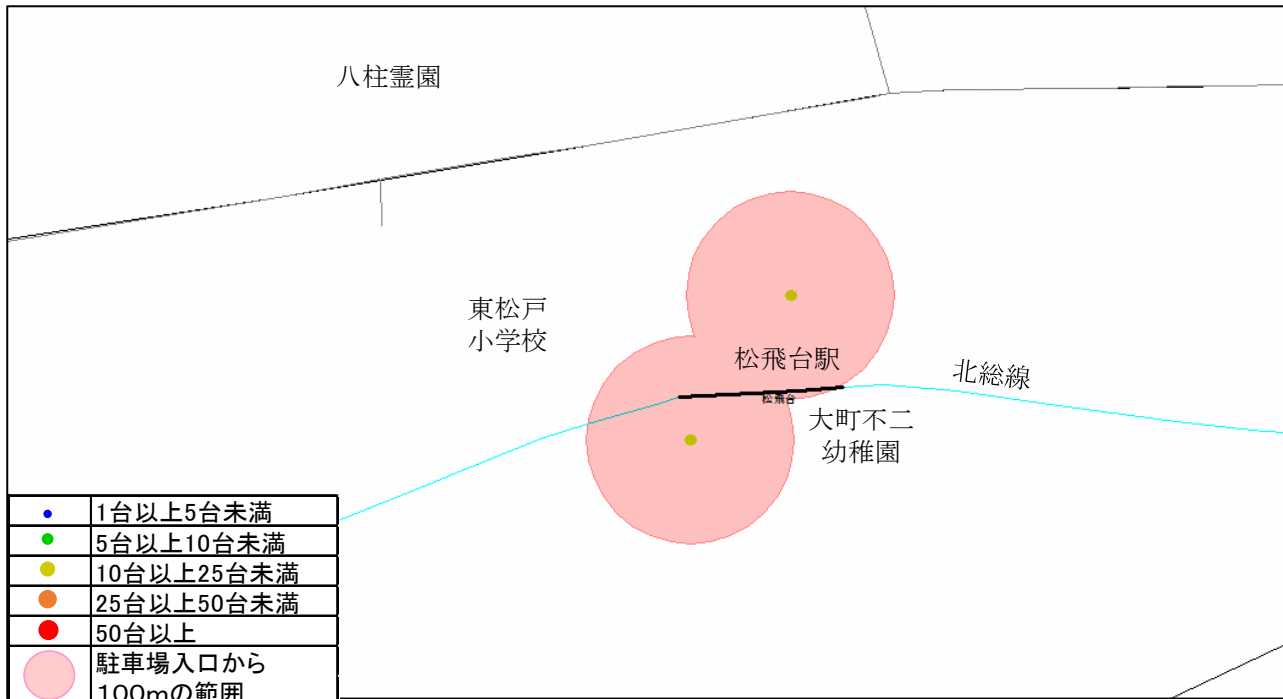 八柱霊園
東松戸
小学校
松飛台駅
北総線
松飛台
大町不二
幼稚園
1台以上5台未満
5台以上10台未満
10台以上25台未満
25台以上50台未満
50台以上
駐車場入口から
100mの範囲